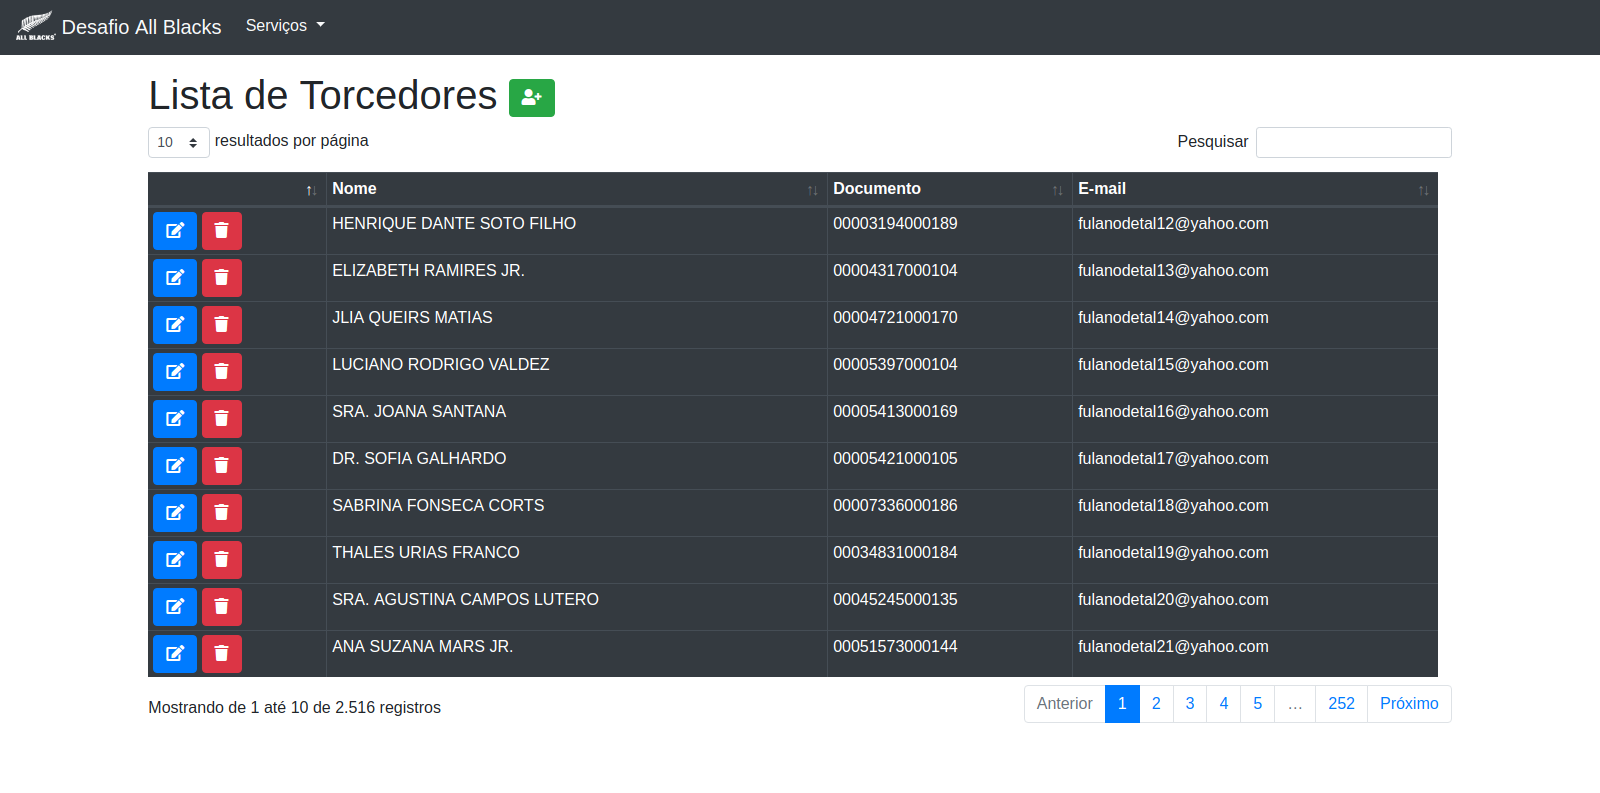 ALL BLACKS Desafio All Blacks Serviços
Lista de Torcedores
10 resultados por página Pesquisar
Nome Documento E-mail
HENRIQUE DANTE SOTO FILHO 00003194000189 fulanodetal12@yahoo.com
ELIZABETH RAMIRES JR. 00004317000104 fulanodetal13@yahoo.com
JLIA QUEIRS MATIAS 00004721000170 fulanodetal14@yahoo.com
LUCIANO RODRIGO VALDEZ 00005397000104 fulanodetal15@yahoo.com
SRA. JOANA SANTANA 00005413000169 fulanodetal16@yahoo.com
DR. SOFIA GALHARDO 00005421000105 fulanodetal17@yahoo.com
SABRINA FONSECA CORTS 00007336000186 fulanodetal18@yahoo.com
THALES URIAS FRANCO 00034831000184 fulanodetal19@yahoo.com
SRA. AGUSTINA CAMPOS LUTERO 00045245000135 fulanodetal20@yahoo.com
ANA SUZANA MARS JR. 00051573000144 fulanodetal21@yahoo.com
Mostrando de 1 até 10 de 2.516 registros Anterior 1 2 3 4 5 … 252 Próximo